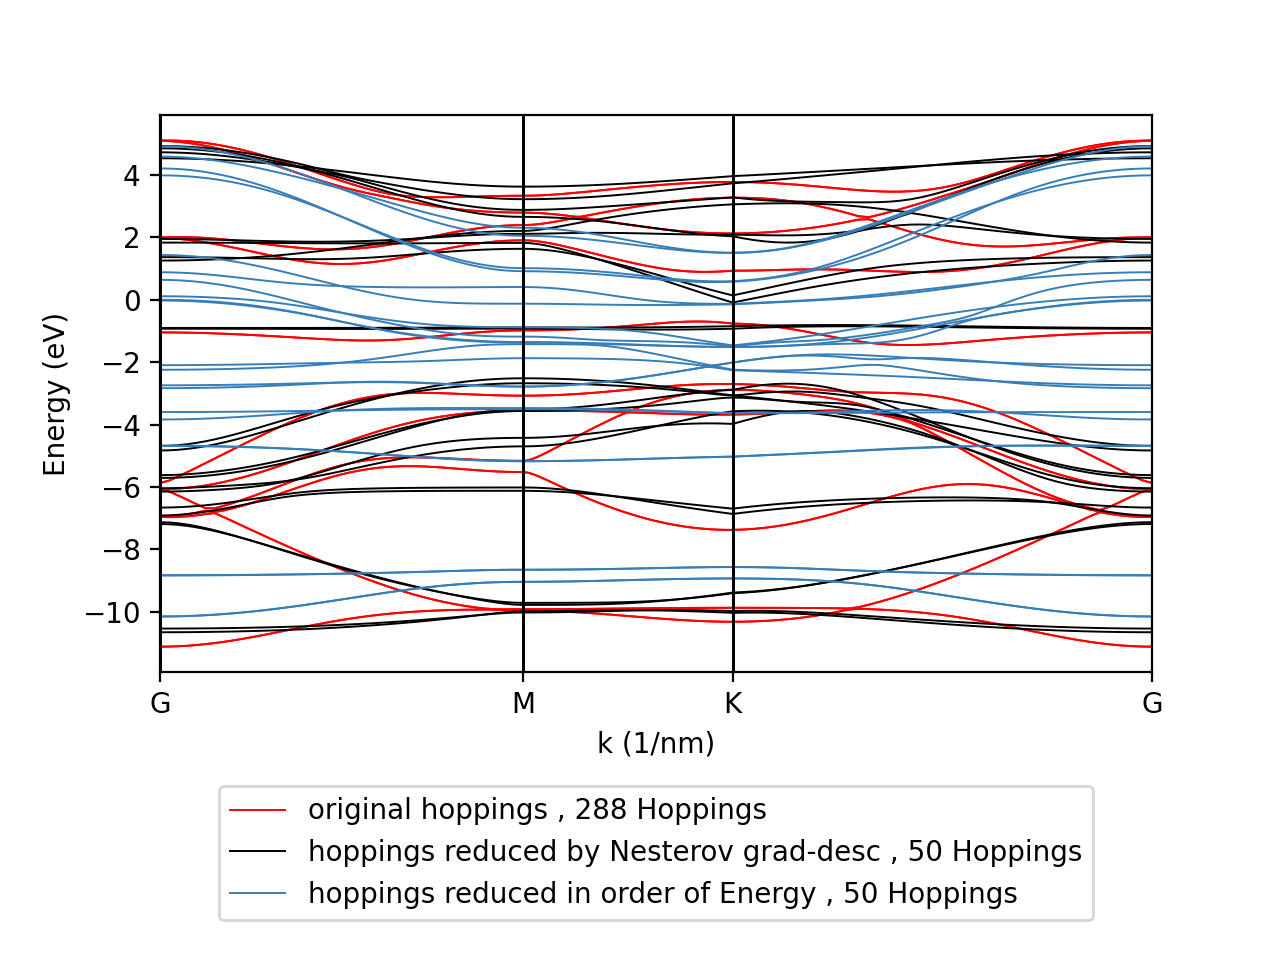 4
2
0
−2
−4
−6
−8
−10
Energy (eV)
G M K G
k (1/nm)
original hoppings , 288 Hoppings
hoppings reduced by Nesterov grad-desc , 50 Hoppings
hoppings reduced in order of Energy , 50 Hoppings